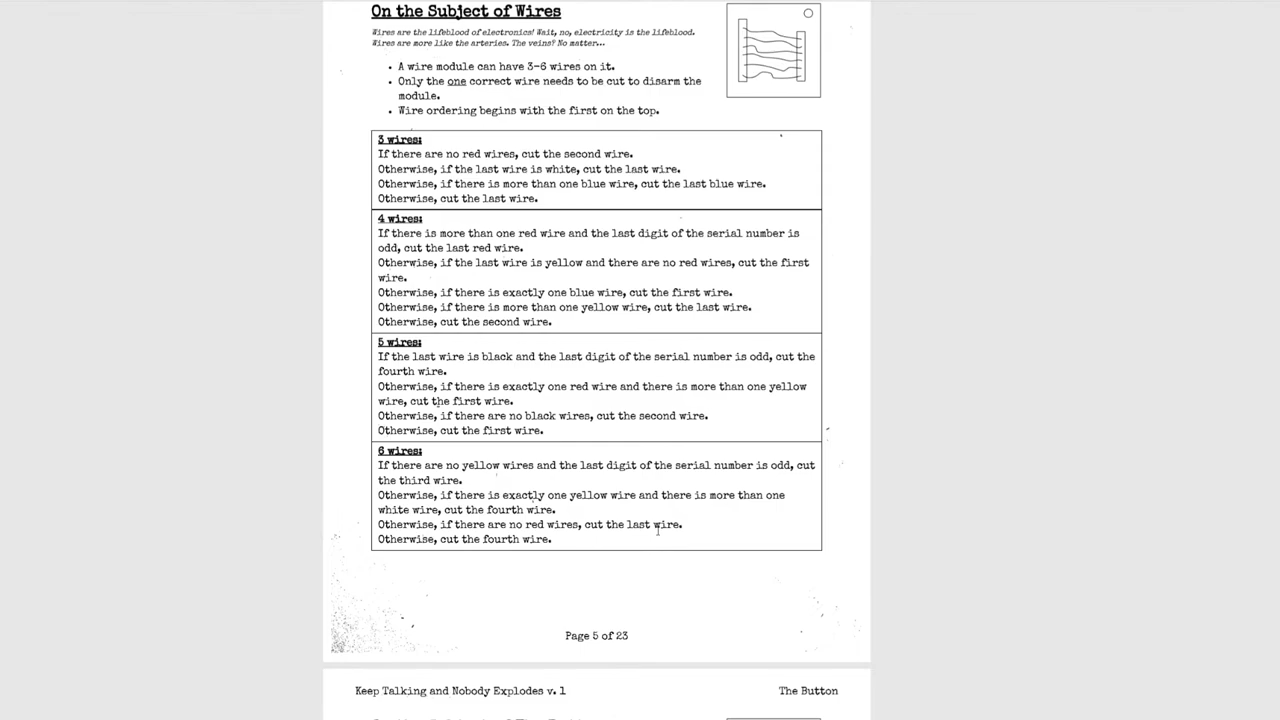 On the Subject of Wires
Wires are the lifeblood of electronics! Wait, no, electricity is the lifeblood.
Wires are more like the arteries. The veins? No matter…
• A wire module can have 3-6 wires on it.
• Only the one correct wire needs to be cut to disarm the
module.
• Wire ordering begins with the first on the top.
3 wires:
If there are no red wires, cut the second wire.
Otherwise, if the last wire is white, cut the last wire.
Otherwise, if there is more than one blue wire, cut the last blue wire.
Otherwise, cut the last wire.
4 wires:
If there is more than one red wire and the last digit of the serial number is
odd, cut the last red wire.
Otherwise, if the last wire is yellow and there are no red wires, cut the first
wire.
Otherwise, if there is exactly one blue wire, cut the first wire.
Otherwise, if there is more than one yellow wire, cut the last wire.
Otherwise, cut the second wire.
5 wires:
If the last wire is black and the last digit of the serial number is odd, cut the
fourth wire.
Otherwise, if there is exactly one red wire and there is more than one yellow
wire, cut the first wire.
Otherwise, if there are no black wires, cut the second wire.
Otherwise, cut the first wire.
6 wires:
If there are no yellow wires and the last digit of the serial number is odd, cut
the third wire.
Otherwise, if there is exactly one yellow wire and there is more than one
white wire, cut the fourth wire.
Otherwise, if there are no red wires, cut the last wire.
Otherwise, cut the fourth wire.
Page 5 of 23
Keep Talking and Nobody Explodes v. 1
The Button